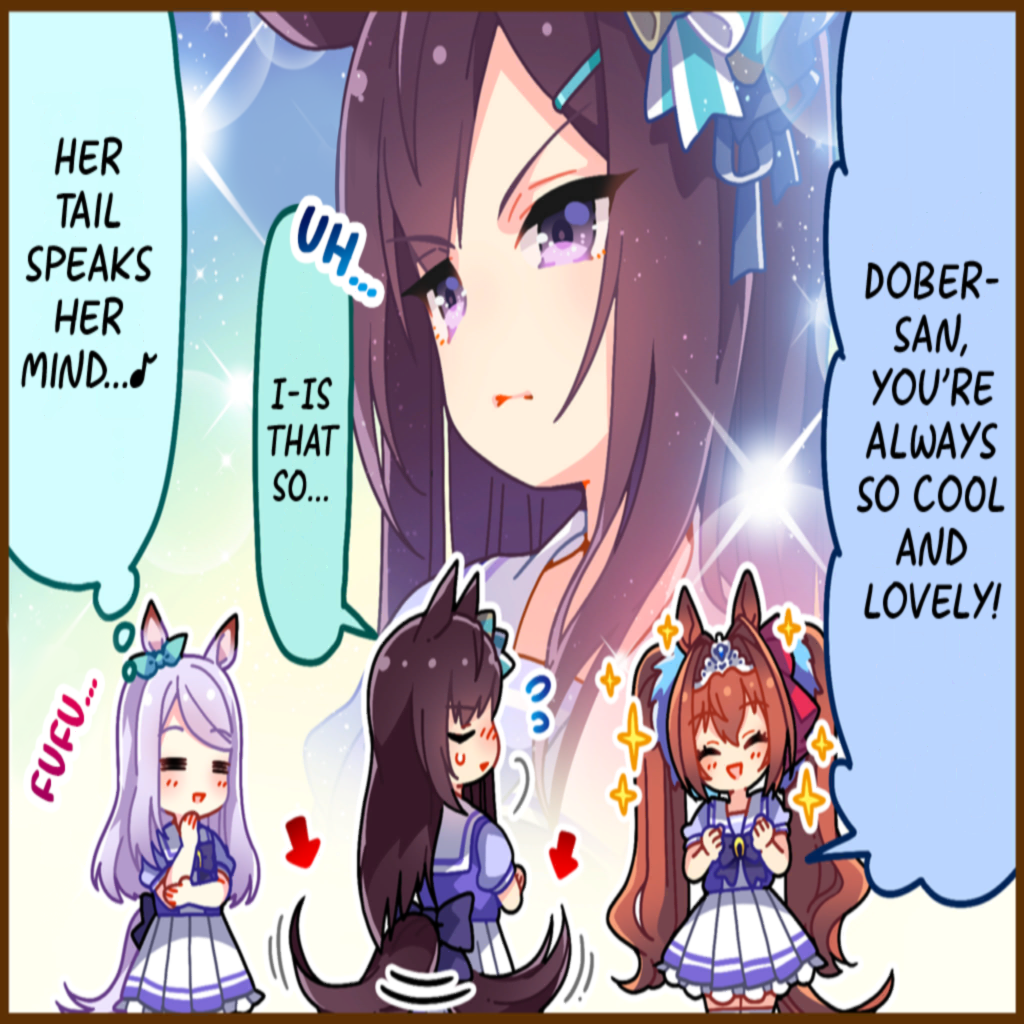 DOBER-
SAN,
YOU'RE
ALWAYS
SO COOL
AND
LOVELY!
UH...
I-IS
THAT
SO...
HER
TAIL
SPEAKS
HER
MIND...♪
FUFU...